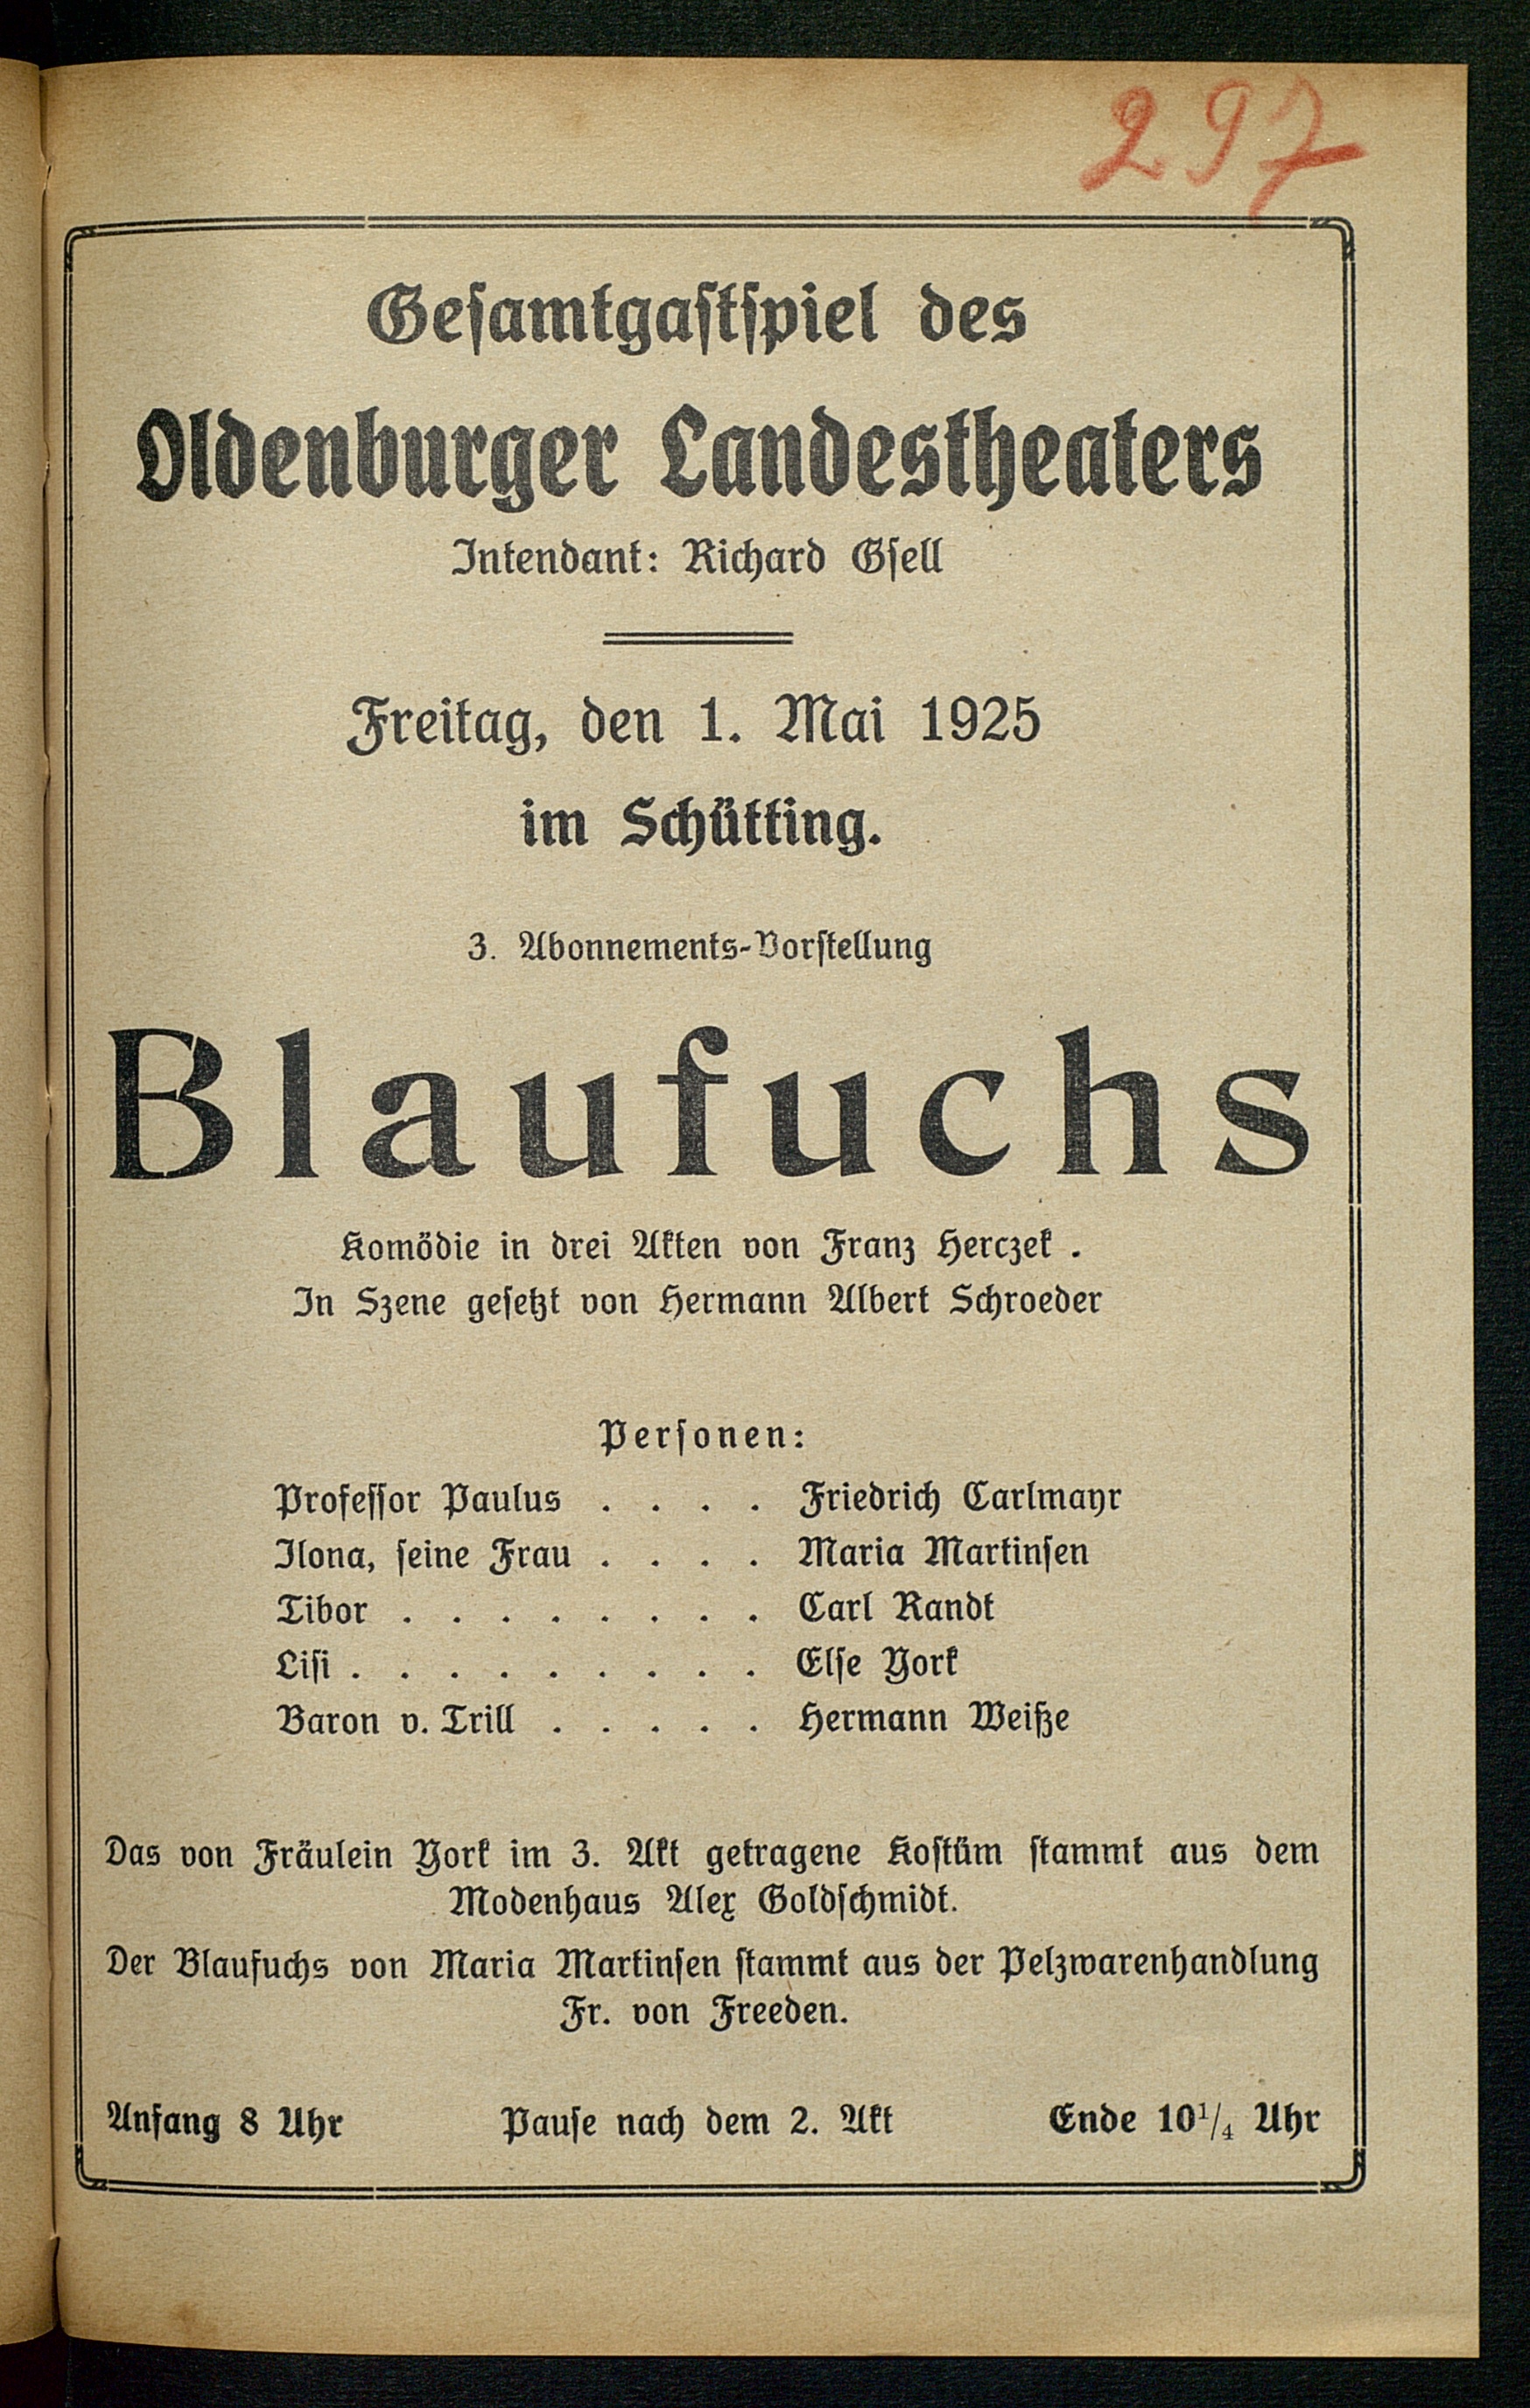 297
Gesamtgastspiel des
Oldenburger Landestheaters
Intendant: Richard Gsell
Freitag, den 1. Mai 1925
im Schütting.
3. Abonnements-Vorstellung
Blaufuchs
Komödie in drei Akten von Franz Herczek.
In Szene gesetzt von Hermann Albert Schroeder
Personen:
Professor Paulus . . . . Friedrich Carlmayr
Ilona, seine Frau . . . . Maria Martinsen
Tibor . . . . . . . . Carl Randt
Lisi . . . . . . . . . Else York
Baron v. Trill . . . . . Hermann Weiße
Das von Fräulein York im 3. Akt getragene Kostüm stammt aus dem
Modenhaus Alex Goldschmidt.
Der Blaufuchs von Maria Martinsen stammt aus der Pelzwarenhandlung
Fr. von Freeden.
Anfang 8 Uhr Pause nach dem 2. Akt Ende 10 1/4 Uhr